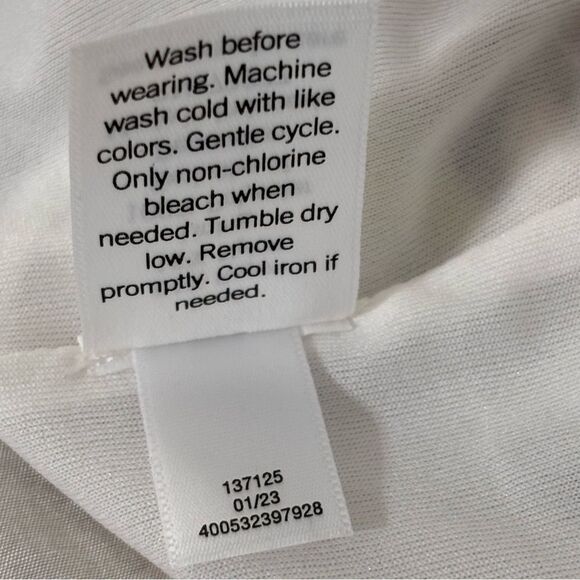 Wash before
wearing. Machine
wash cold with like
colors. Gentle cycle.
Only non-chlorine
bleach when
needed. Tumble dry
low. Remove
promptly. Cool iron if
needed.
137125
01/23
400532397928